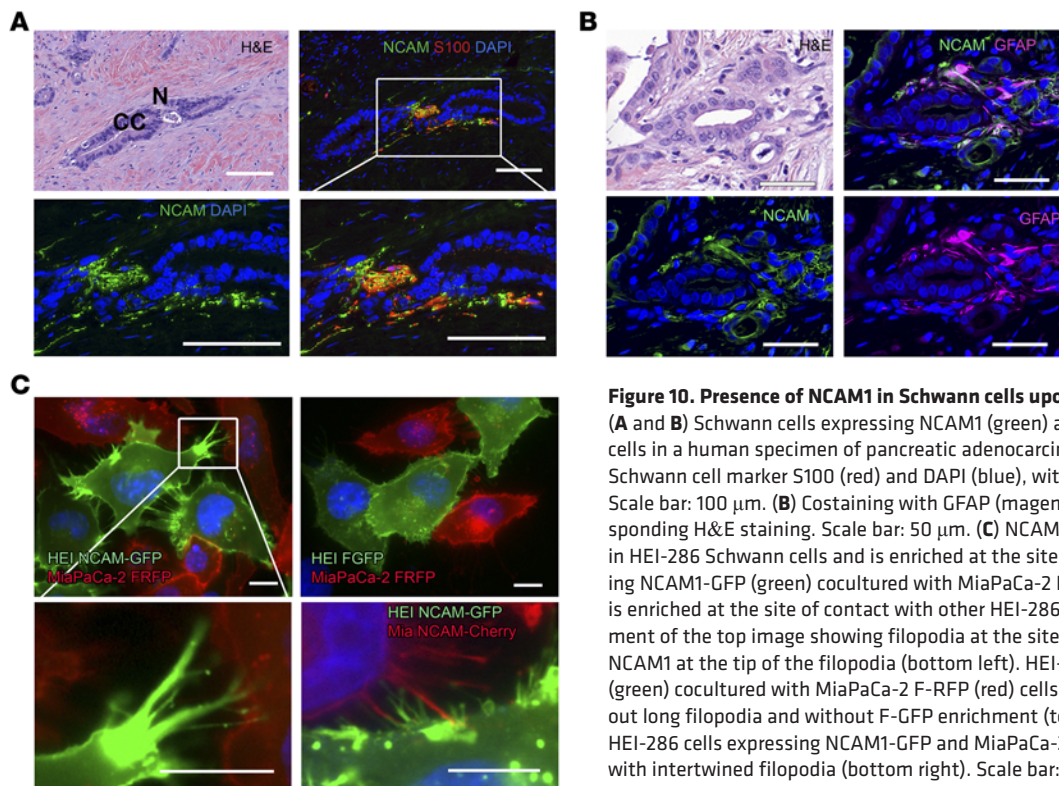 A
H&E
N
CC
NCAM S100 DAPI
NCAM DAPI
B
H&E
NCAM GFAP
NCAM
GFAP
C
HEI NCAM-GFP
MiaPaCa-2 FRFP
HEI FGFP
MiaPaCa-2 FRFP
HEI NCAM-GFP
Mia NCAM-Cherry
Figure 10. Presence of NCAM1 in Schwann cells upo
(A and B) Schwann cells expressing NCAM1 (green) a
cells in a human specimen of pancreatic adenocarcin
Schwann cell marker S100 (red) and DAPI (blue), wit
Scale bar: 100 μm. (B) Costaining with GFAP (magen
sponding H&E staining. Scale bar: 50 μm. (C) NCAM
in HEI-286 Schwann cells and is enriched at the site
ing NCAM1-GFP (green) cocultured with MiaPaCa-2
is enriched at the site of contact with other HEI-286
ment of the top image showing filopodia at the site
NCAM1 at the tip of the filopodia (bottom left). HEI-
(green) cocultured with MiaPaCa-2 F-RFP (red) cells
out long filopodia and without F-GFP enrichment (to
HEI-286 cells expressing NCAM1-GFP and MiaPaCa-
with intertwined filopodia (bottom right). Scale bar: